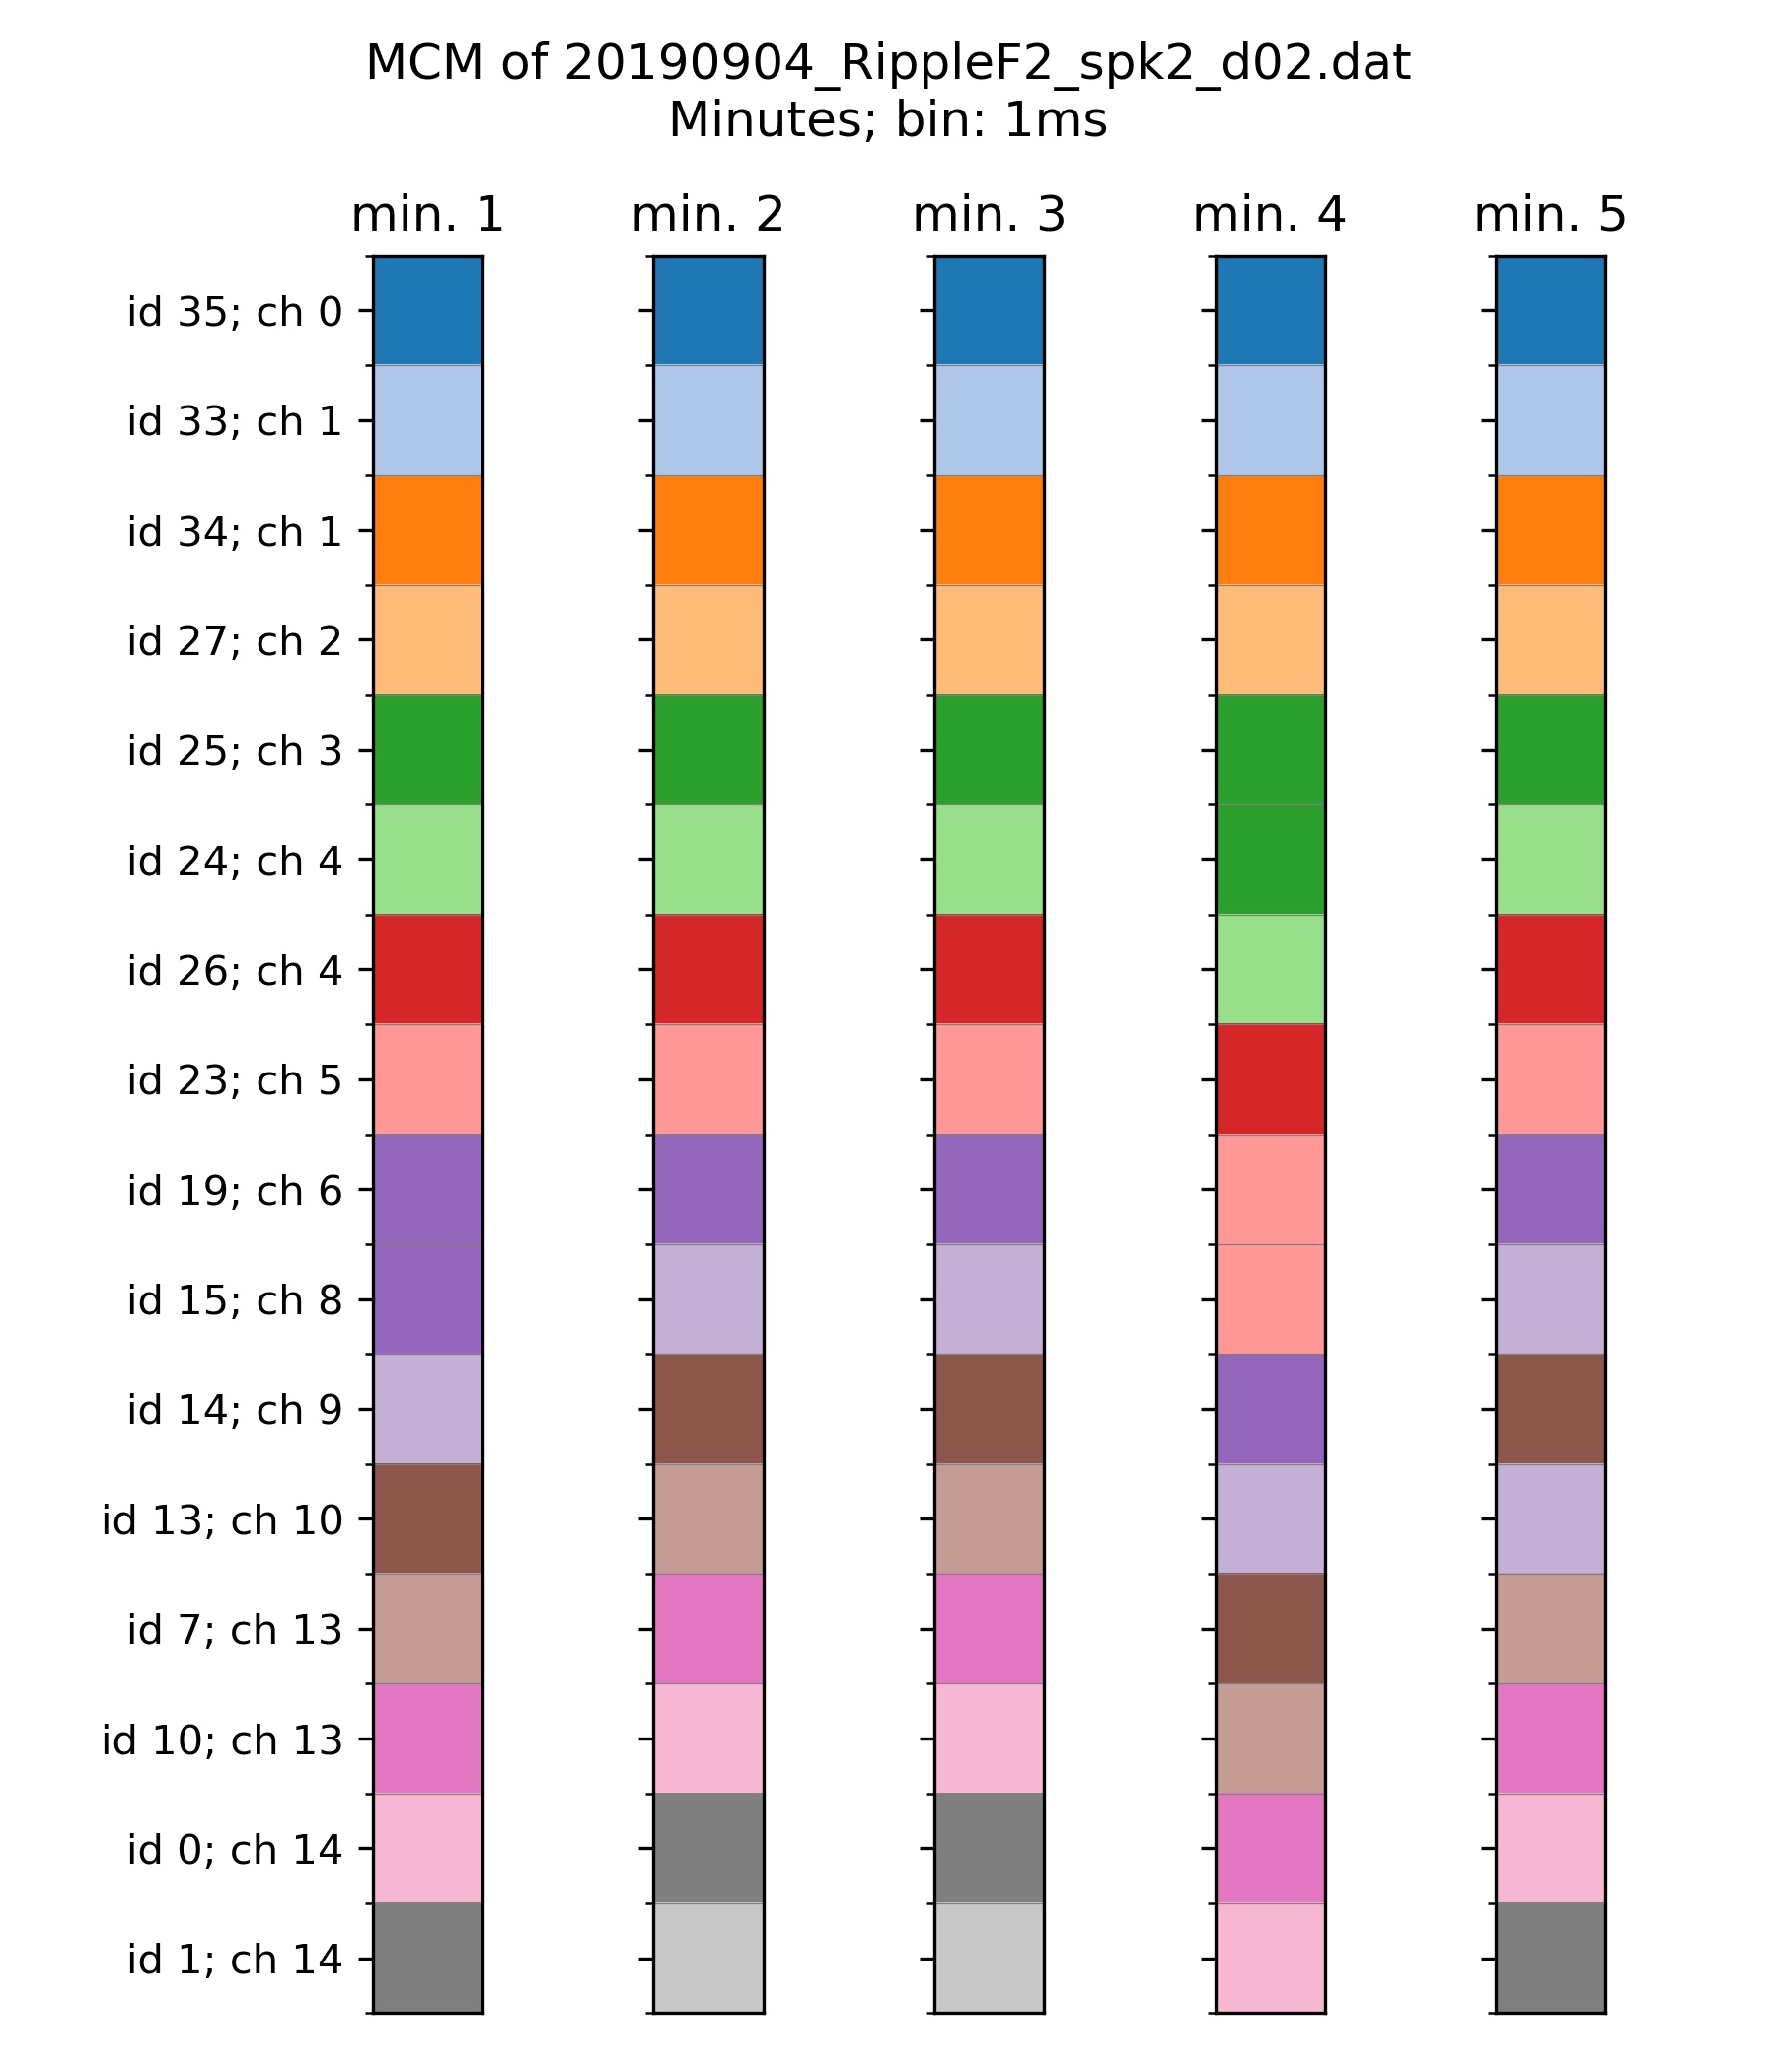 MCM of 20190904_RippleF2_spk2_d02.dat
Minutes; bin: 1ms
min. 1 min. 2 min. 3 min. 4 min. 5
id 35; ch 0
id 33; ch 1
id 34; ch 1
id 27; ch 2
id 25; ch 3
id 24; ch 4
id 26; ch 4
id 23; ch 5
id 19; ch 6
id 15; ch 8
id 14; ch 9
id 13; ch 10
id 7; ch 13
id 10; ch 13
id 0; ch 14
id 1; ch 14